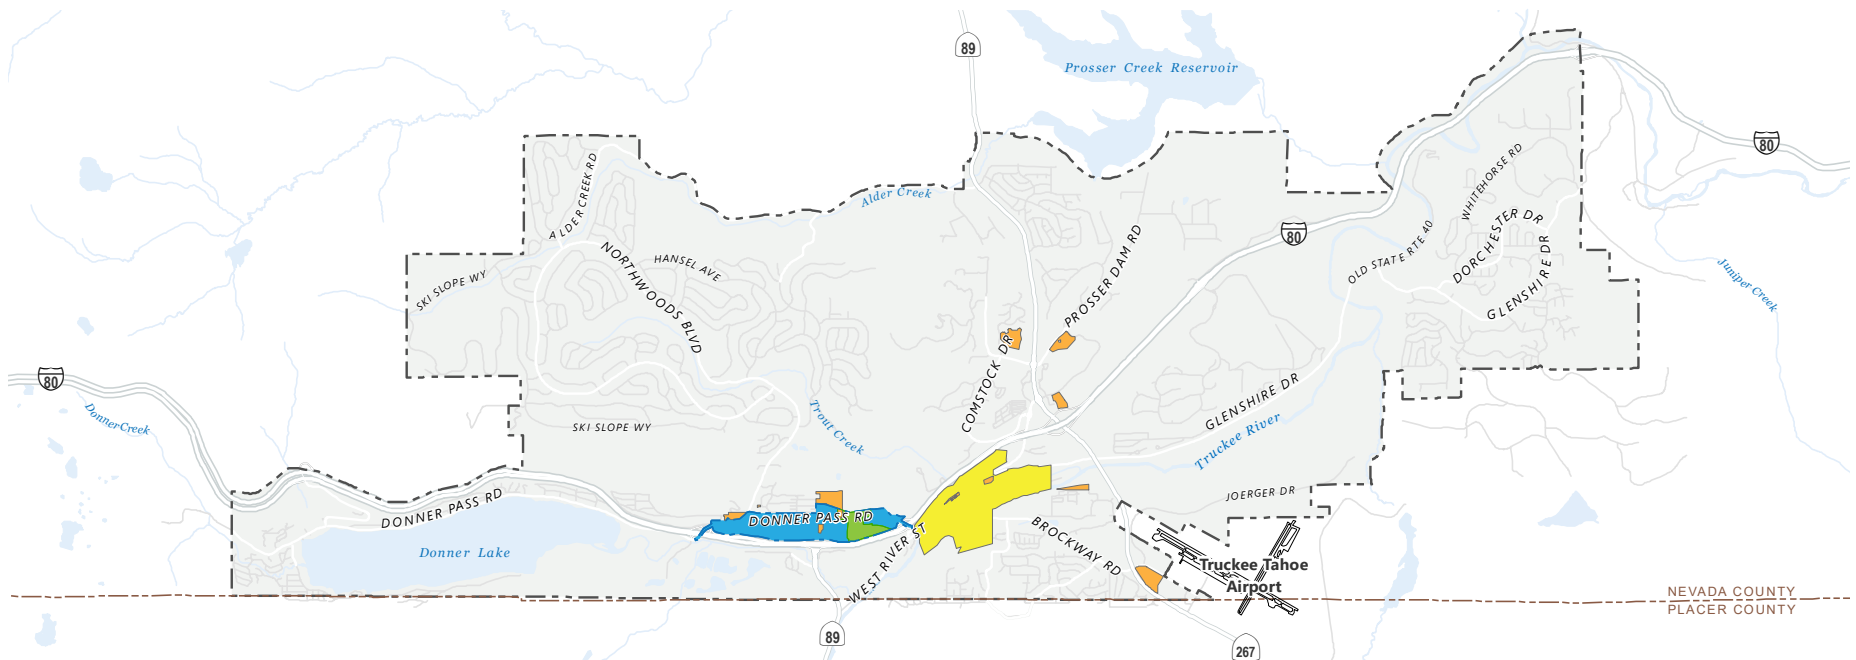 89
Prosser Creek Reservoir
80
ALDER CREEK RD
WHITEHORSE RD
Alder Creek
DORCHESTER DR
80
OLD STATE RTE 40
NORTHWOODS BLVD
HANSEL AVE
PROSSER DAM RD
GLENSHIRE DR
SKI SLOPE WY
Juniper Creek
80
COMSTOCK DR
GLENSHIRE DR
Donner Creek
SKI SLOPE WY
Trout Creek
Truckee River
DONNER PASS RD
JOERGER DR
DONNER PASS RD
Donner Lake
WEST RIVER ST
BROCKWAY RD
Truckee Tahoe
Airport
NEVADA COUNTY
PLACER COUNTY
89
267